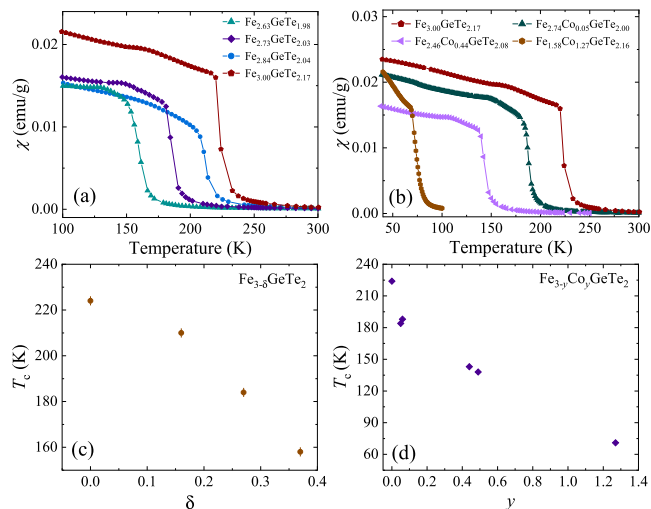 Fe2.63GeTe1.98
Fe2.73GeTe2.03
Fe2.84GeTe2.04
Fe3.00GeTe2.17
0.02
0.01
0.00
χ (emu/g)
(a)
100 150 200 250 300
Temperature (K)
Fe3.00GeTe2.17 Fe2.74Co0.05GeTe2.00
Fe2.46Co0.44GeTe2.08 Fe1.58Co1.27GeTe2.16
0.03
0.02
0.01
0.00
χ (emu/g)
(b)
50 100 150 200 250 300
Temperature (K)
Fe3-δGeTe2
240
220
200
180
160
Tc (K)
(c)
0.0 0.1 0.2 0.3 0.4
δ
Fe3-yCoyGeTe2
240
210
180
150
120
90
60
Tc (K)
(d)
0.0 0.2 0.4 0.6 0.8 1.0 1.2 1.4
y